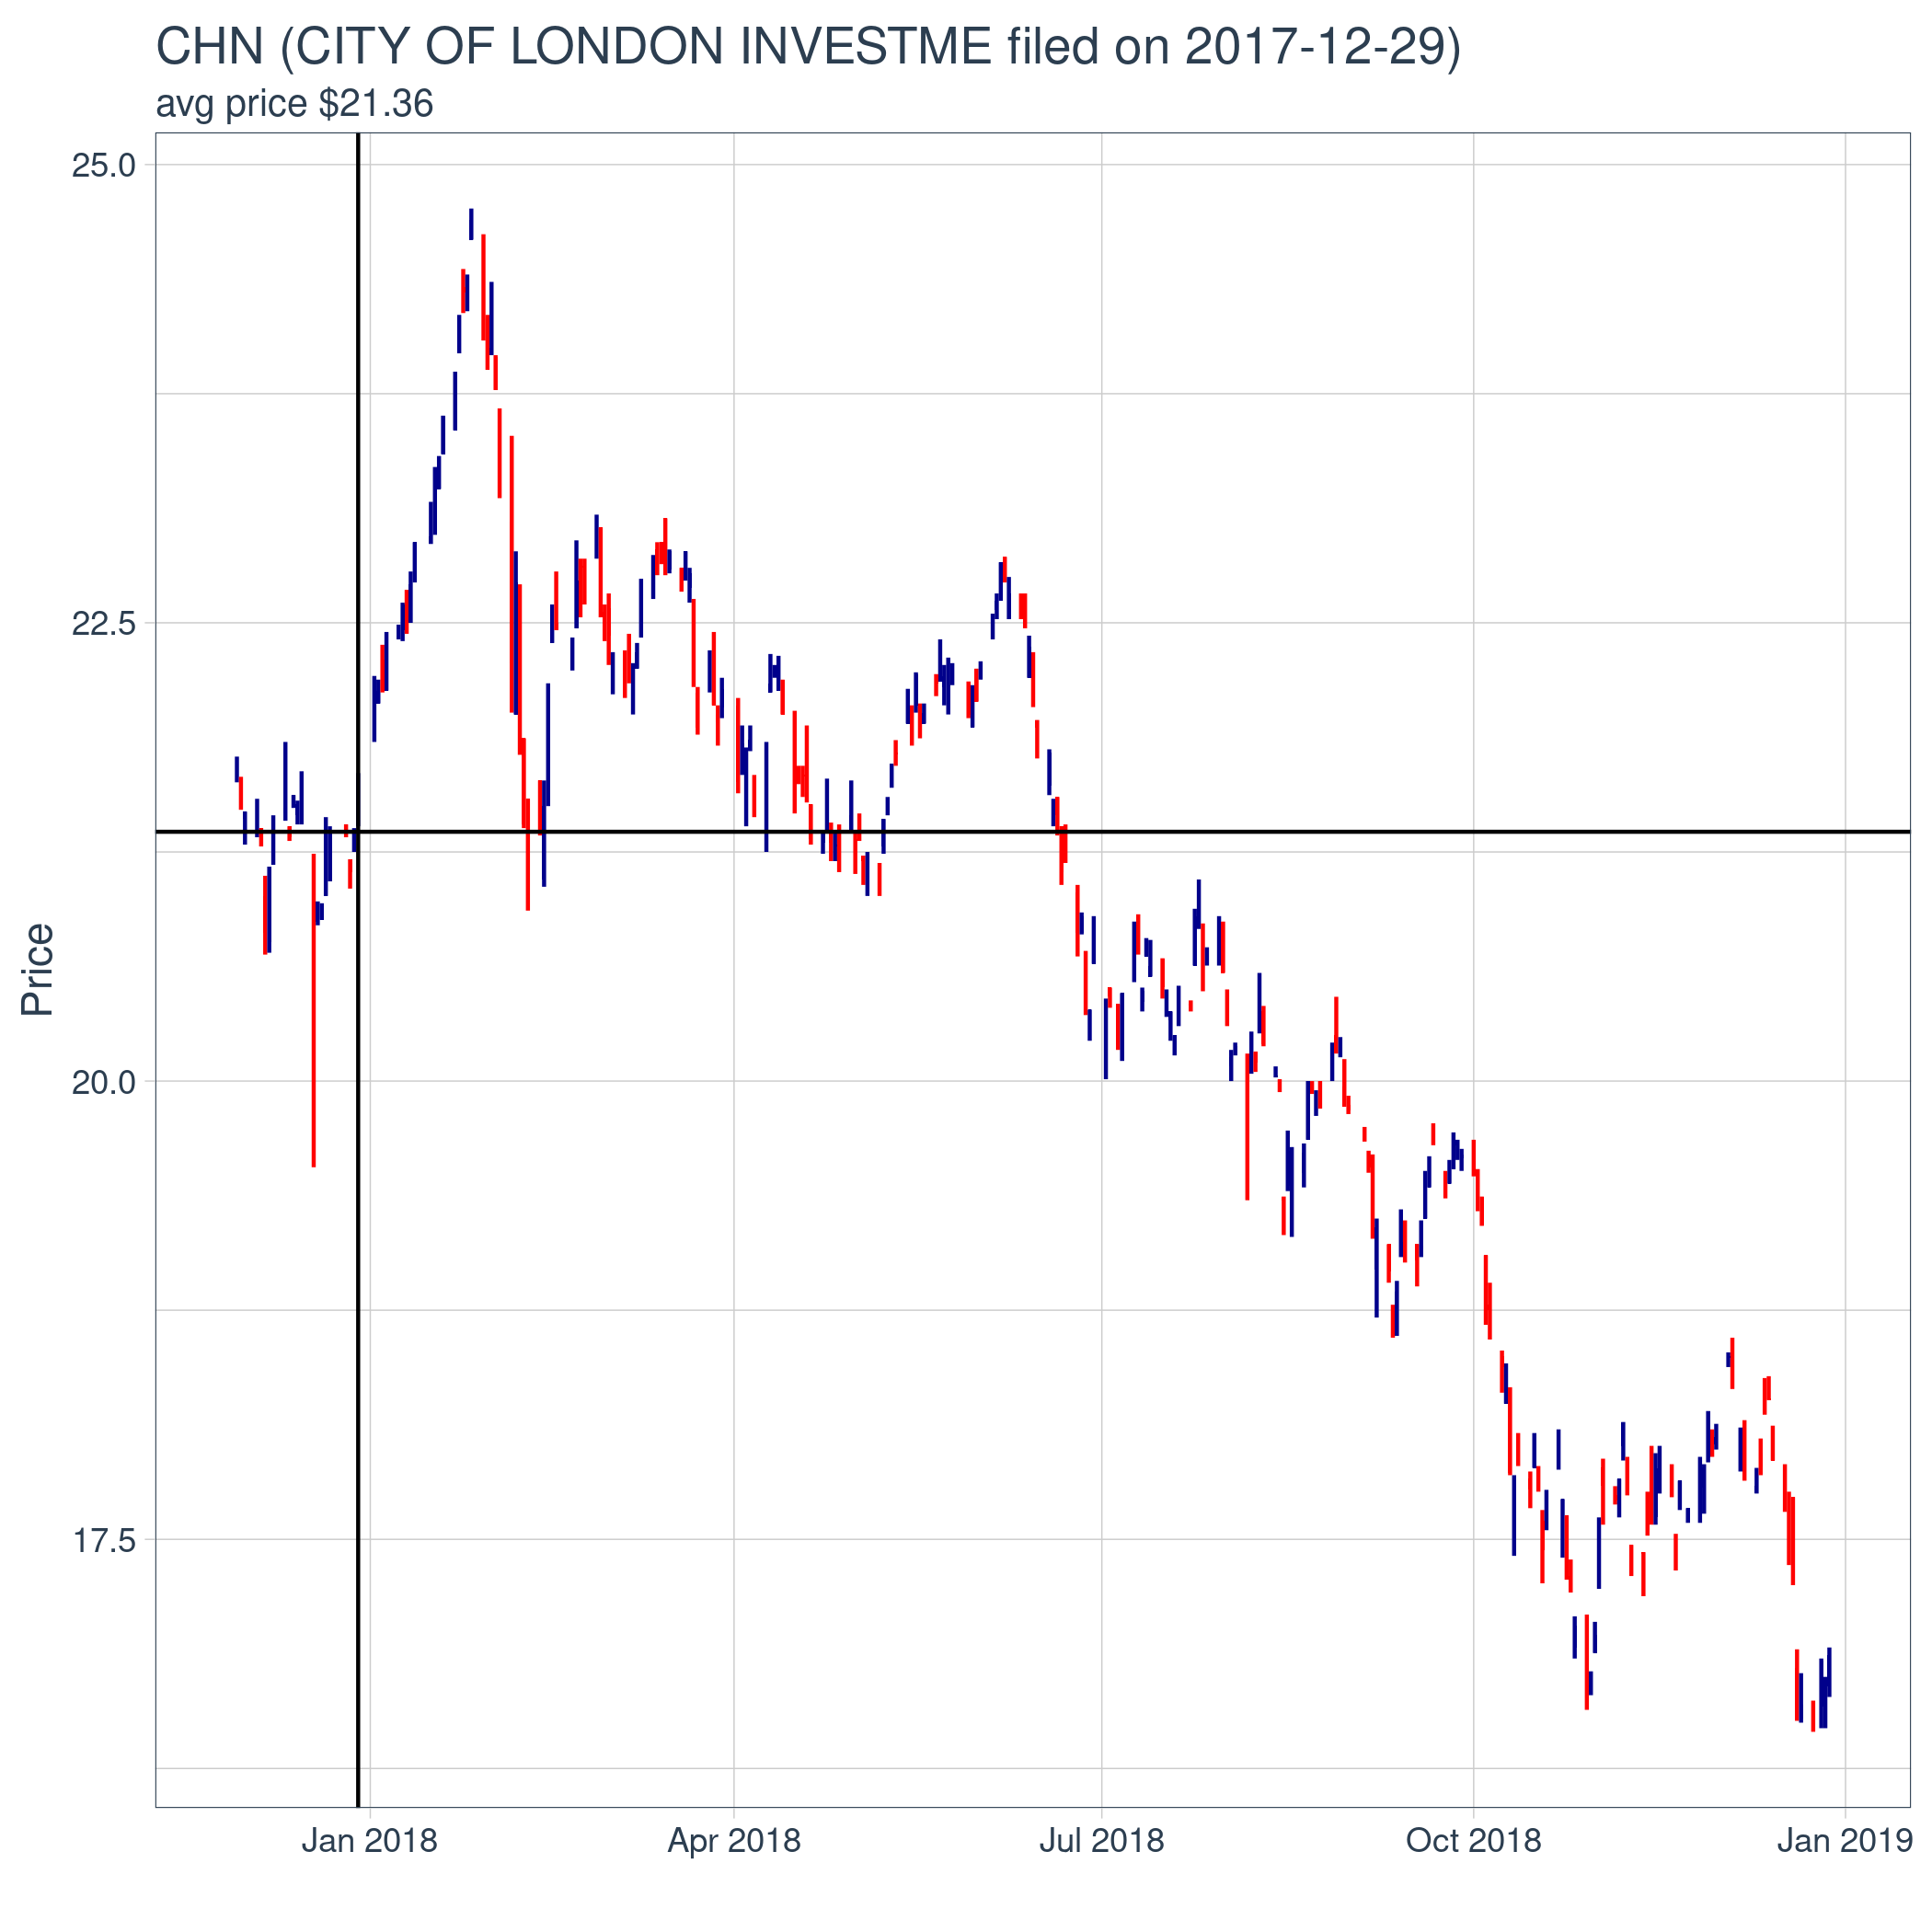 CHN (CITY OF LONDON INVESTME filed on 2017-12-29)
avg price $21.36
25.0
22.5
20.0
17.5
Price
Jan 2018
Apr 2018
Jul 2018
Oct 2018
Jan 2019